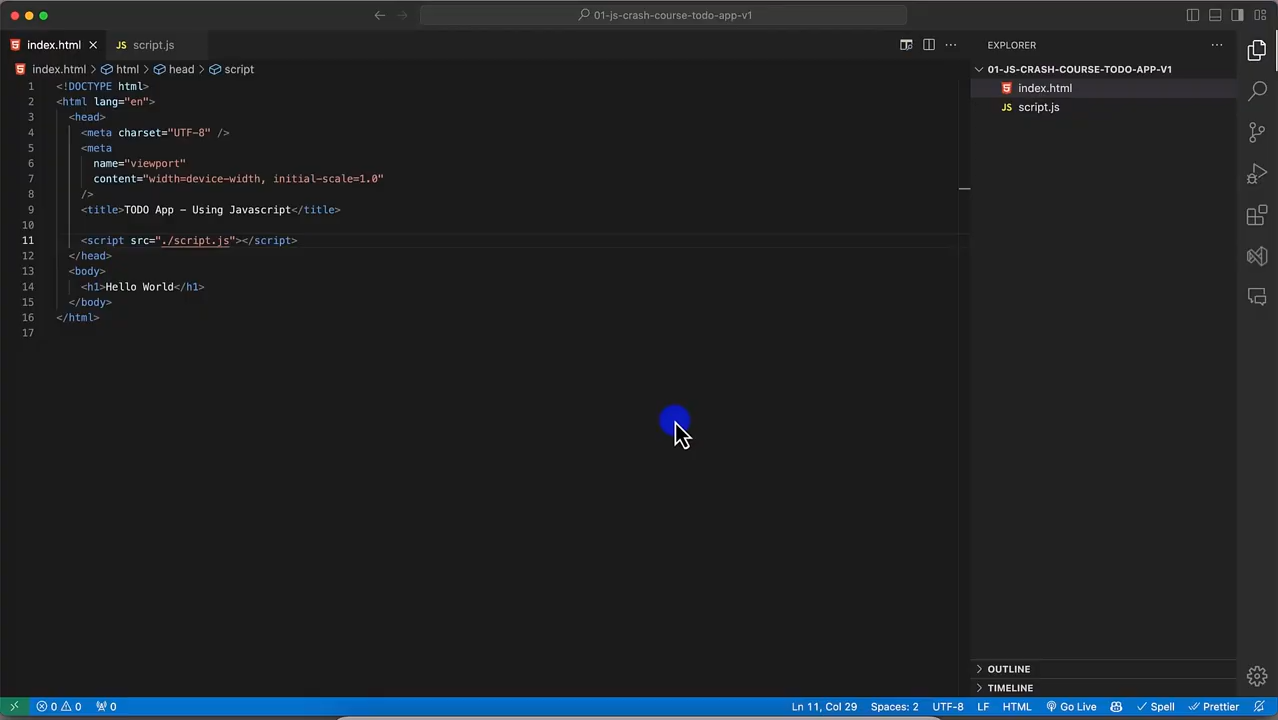 01-js-crash-course-todo-app-v1
index.html
JS script.js
EXPLORER
index.html > html > head > script
01-JS-CRASH-COURSE-TODO-APP-V1
index.html
JS script.js
1 <!DOCTYPE html>
2 <html lang="en">
3 <head>
4 <meta charset="UTF-8" />
5 <meta
6 name="viewport"
7 content="width=device-width, initial-scale=1.0"
8 />
9 <title>TODO App - Using Javascript</title>
10
11 <script src="./script.js"></script>
12 </head>
13 <body>
14 <h1>Hello World</h1>
15 </body>
16 </html>
17
OUTLINE
TIMELINE
0 0 0 Ln 11, Col 29 Spaces: 2 UTF-8 LF HTML Go Live Spell Prettier